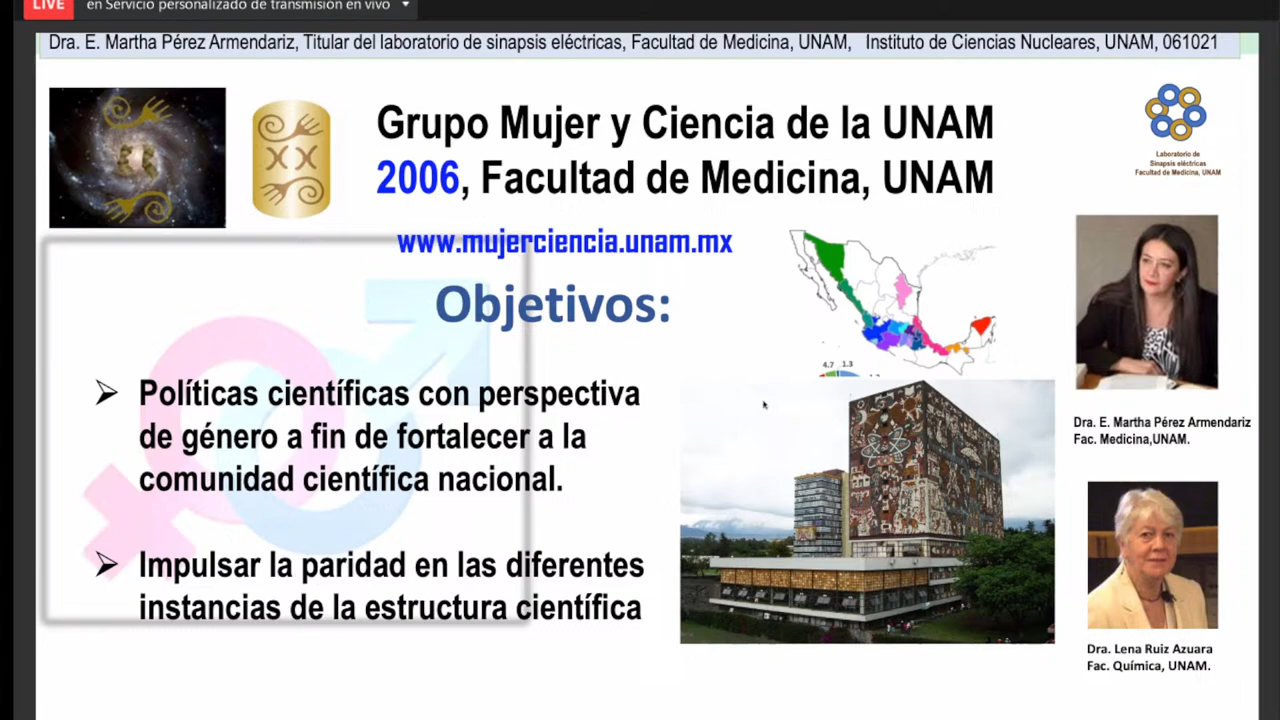 LIVE
en Servicio personalizado de transmisión en vivo
Dra. E. Martha Pérez Armendariz, Titular del laboratorio de sinapsis eléctricas, Facultad de Medicina, UNAM, Instituto de Ciencias Nucleares, UNAM, 061021
Grupo Mujer y Ciencia de la UNAM
2006, Facultad de Medicina, UNAM
www.mujerciencia.unam.mx
Laboratorio de
Sinapsis eléctricas
Facultad de Medicina, UNAM
Objetivos:
4.7 1.3
Políticas científicas con perspectiva
de género a fin de fortalecer a la
comunidad científica nacional.
Impulsar la paridad en las diferentes
instancias de la estructura científica
Dra. E. Martha Pérez Armendariz
Fac. Medicina,UNAM.
Dra. Lena Ruiz Azuara
Fac. Química, UNAM.